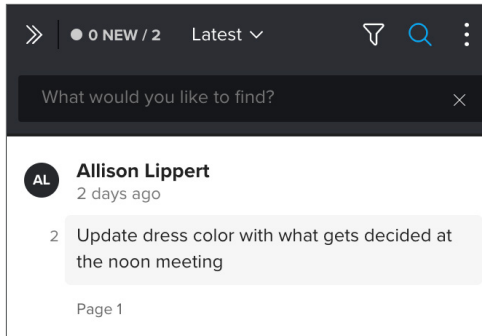 0 NEW / 2 Latest
What would you like to find?
Allison Lippert
AL
2 days ago
2 Update dress color with what gets decided at
the noon meeting
Page 1